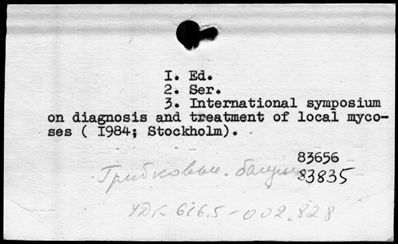 I. Ed.
2. Ser.
3. International symposium
on diagnosis and treatment of local myco-
ses ( I984; Stockholm).
83656
Грибковые
83835
УДК 616.5-002.828